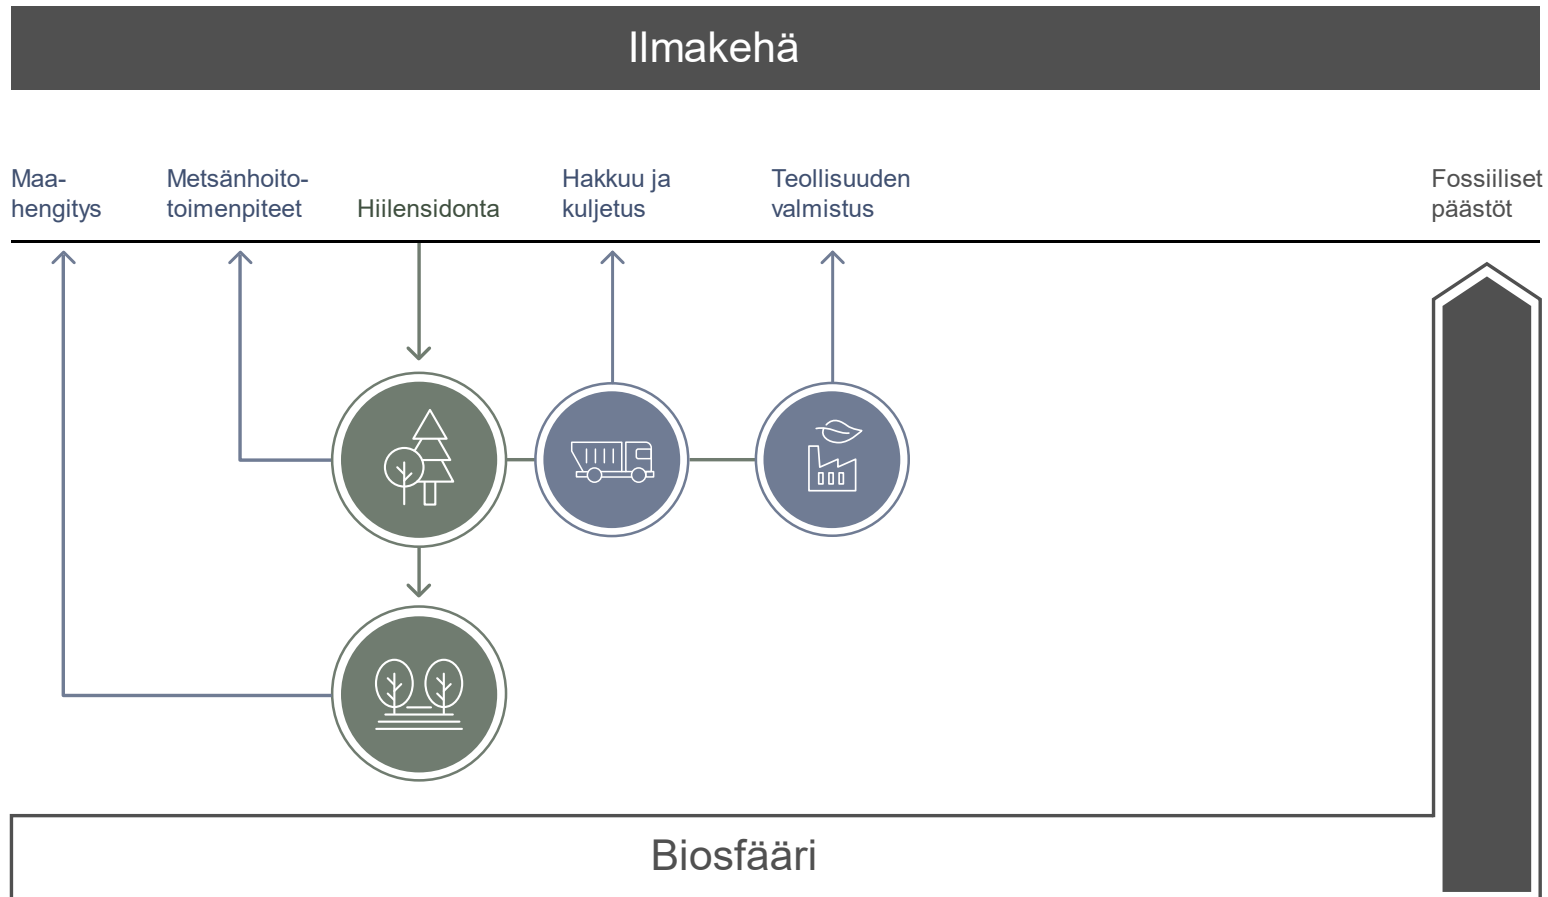 Ilmakehä
Maa-
hengitys
Metsänhoito-
toimenpiteet
Hiilensidonta
Hakkuu ja
kuljetus
Teollisuuden
valmistus
Fossiiliset
päästöt
Biosfääri